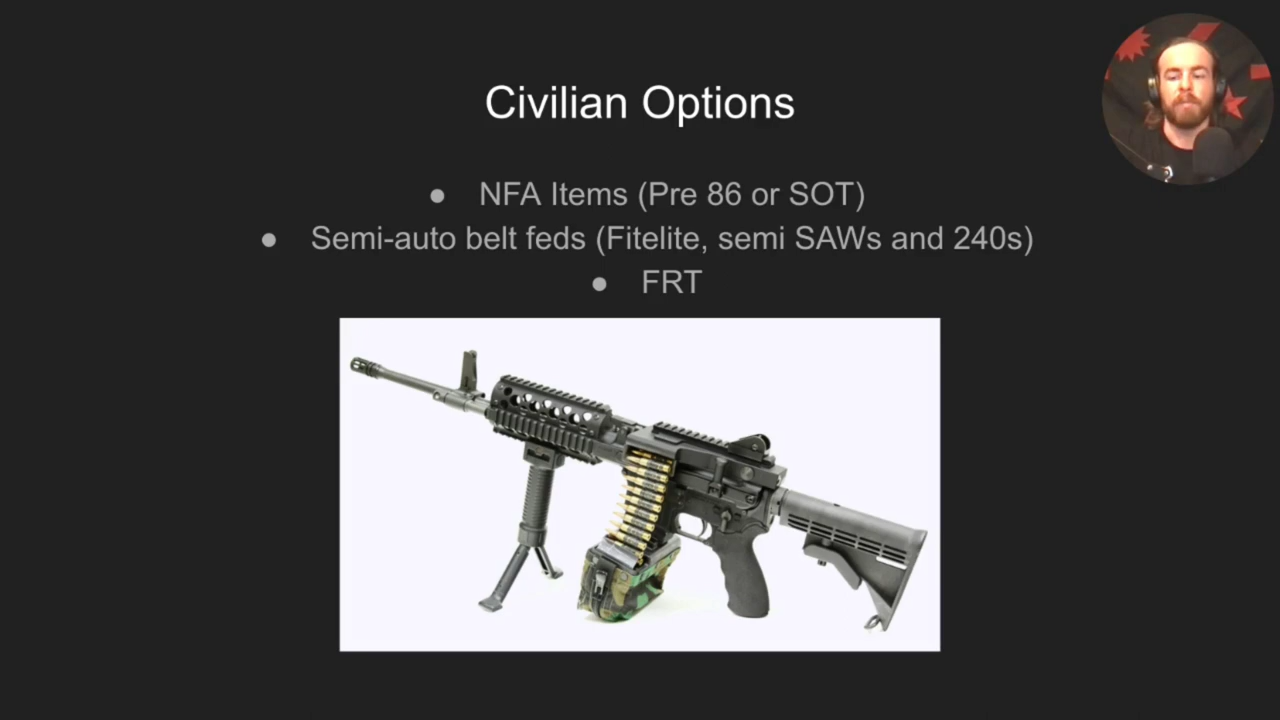 Civilian Options
● NFA Items (Pre 86 or SOT)
● Semi-auto belt feds (Fitelite, semi SAWs and 240s)
● FRT